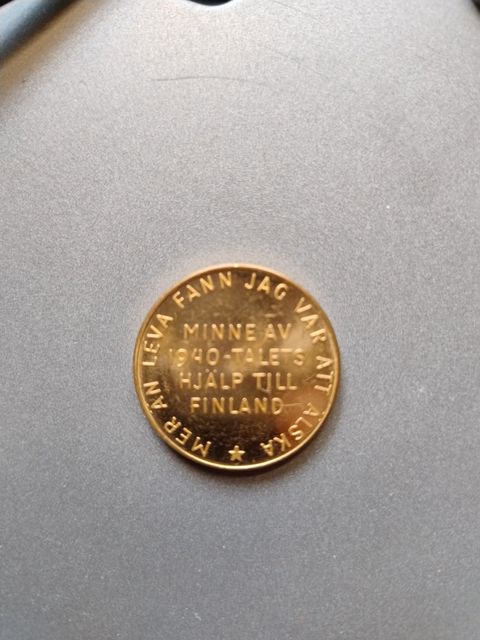 MER ÄN LEVA FANN JAG VAR ATT ÄLSKA
MINNE AV
1940-TALETS
HJÄLP TILL
FINLAND